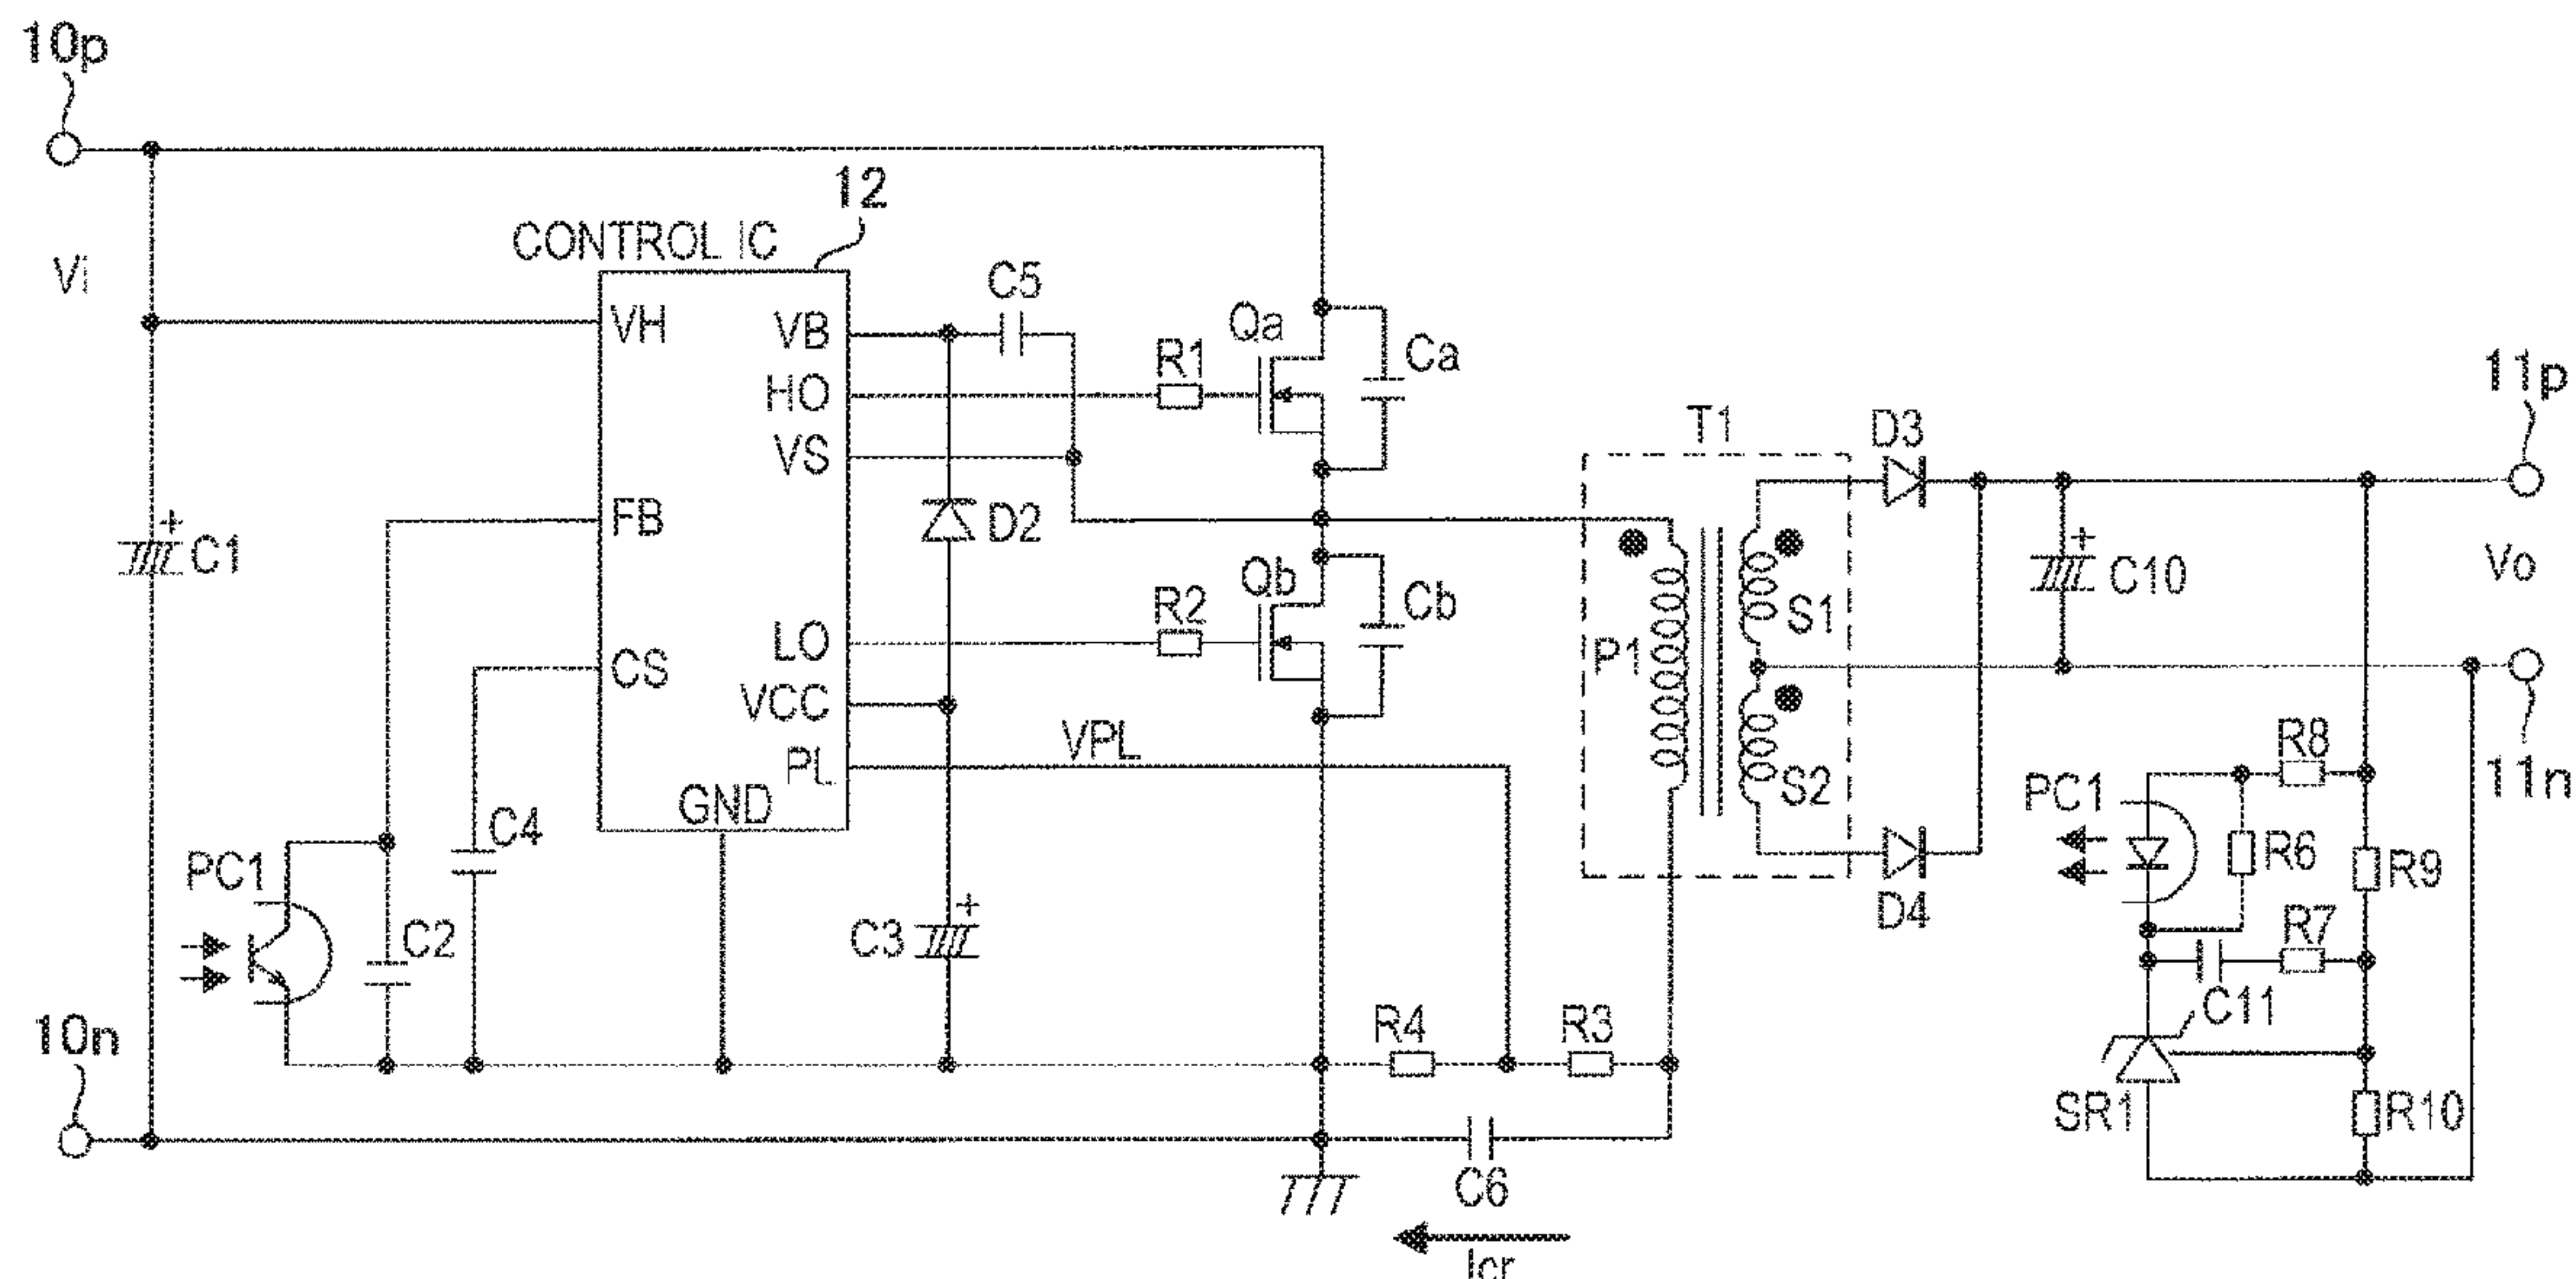 10p
12
CONTROL IC
Vi
C5
VH
VB
Qa
Ca
R1
HO
11p
VS
T1
D3
FB
D2
C1
Vo
C10
Qb
Cb
R2
S1
LO
P1
CS
VCC
VPL
R8
PL
S2
PC1
11n
GND
C4
R6
PC1
R9
D4
R7
C2
C3
C11
10n
R4
R3
SR1
R10
C6
Icr
+
+
+